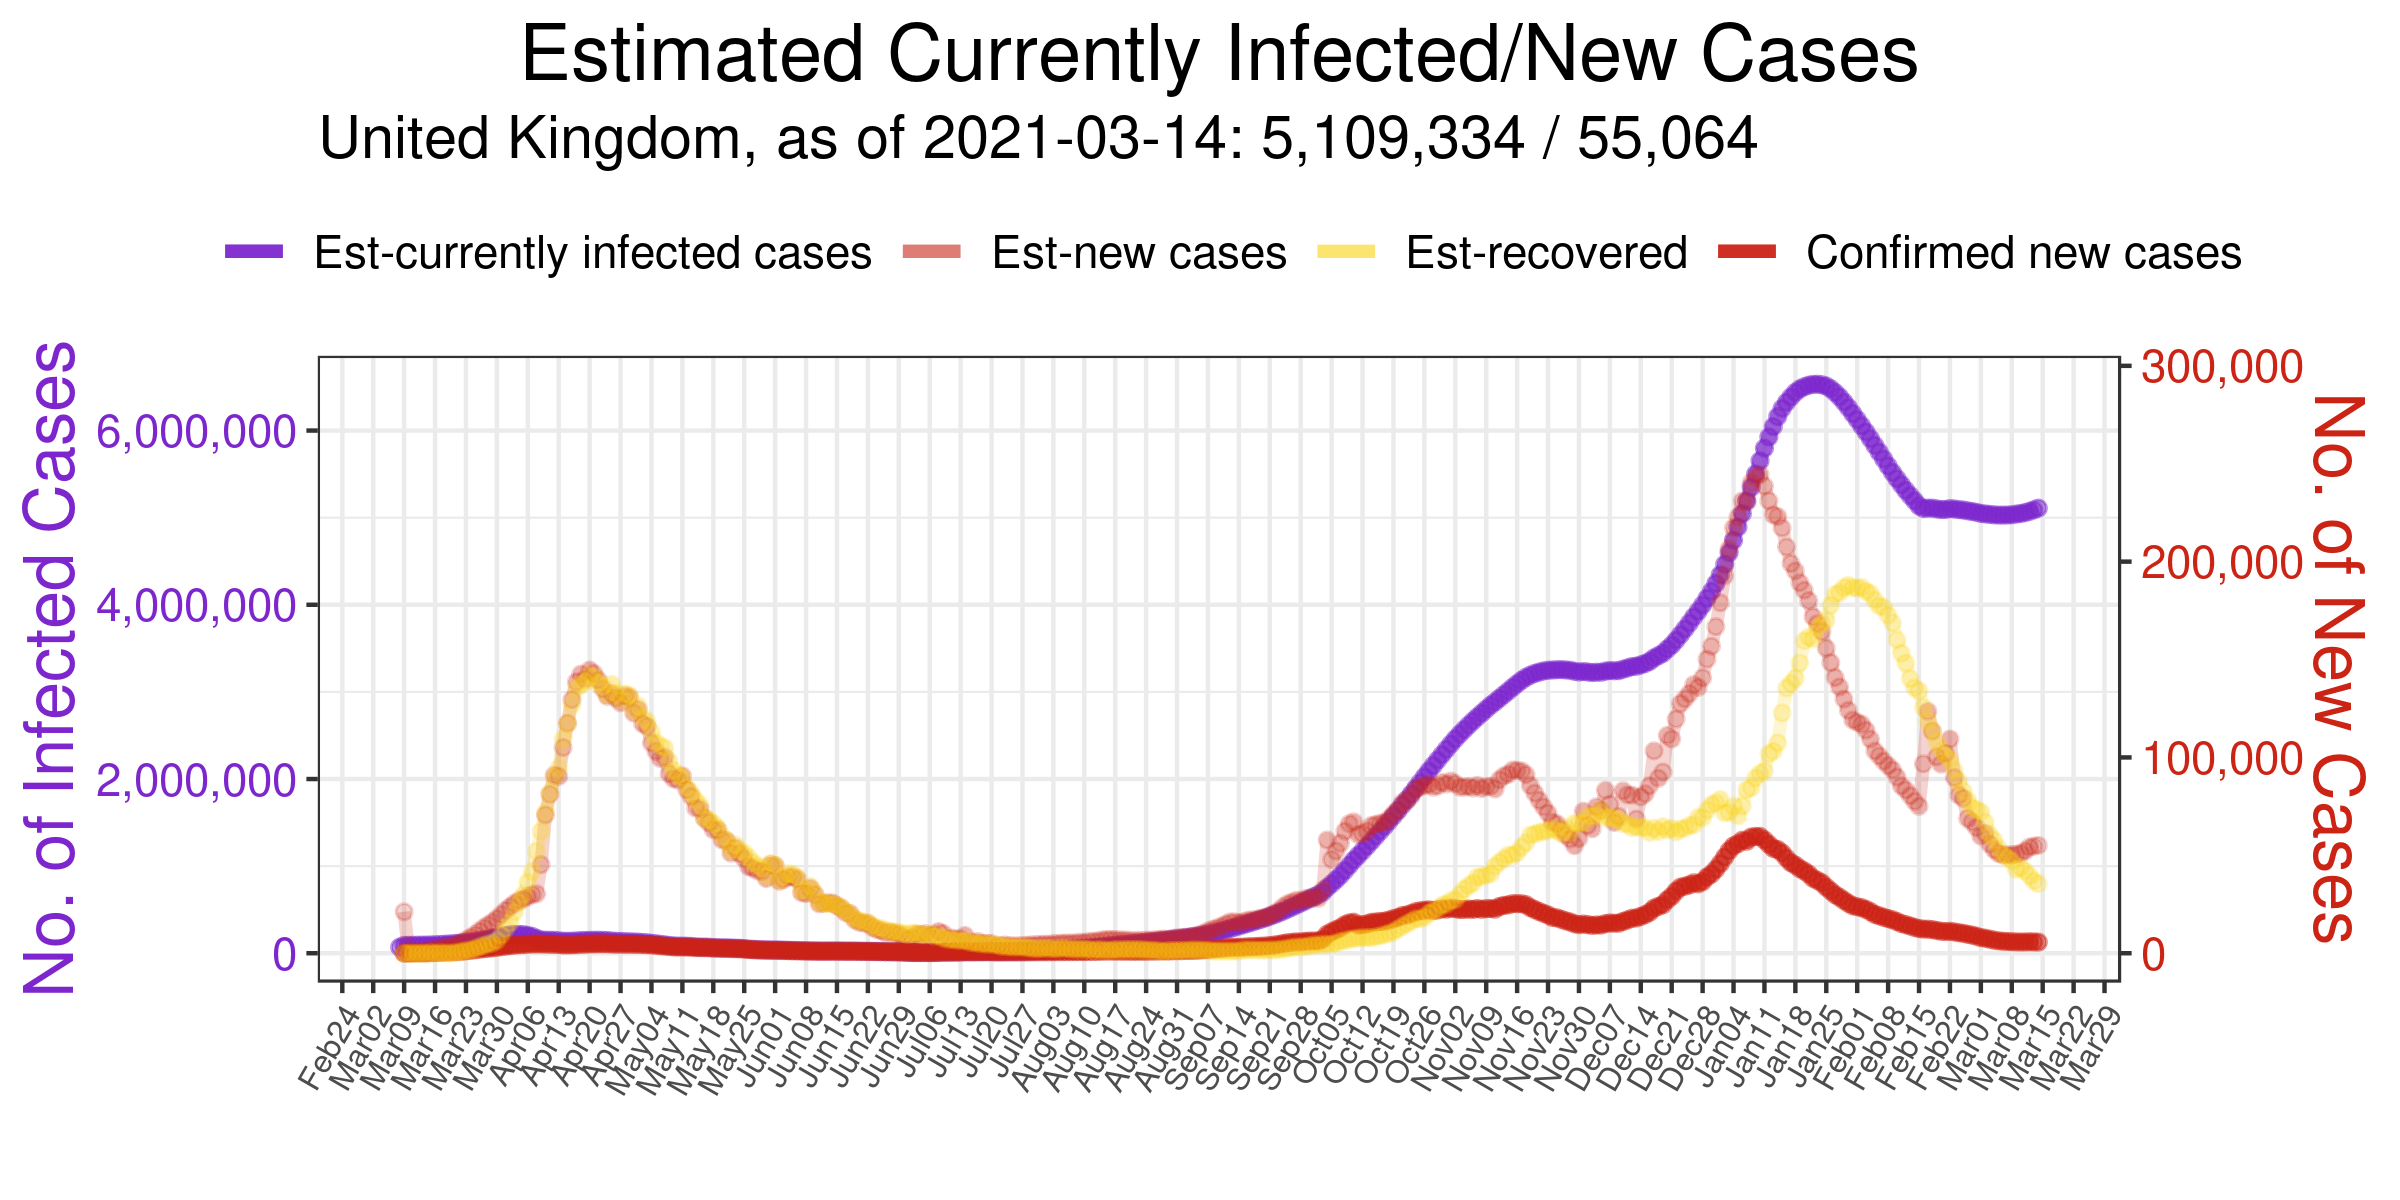 Estimated Currently Infected/New Cases
United Kingdom, as of 2021-03-14: 5,109,334 / 55,064
Est-currently infected cases Est-new cases Est-recovered Confirmed new cases
No. of Infected Cases
6,000,000
4,000,000
2,000,000
0
300,000
200,000
100,000
0
No. of New Cases
Feb24 Mar02 Mar09 Mar16 Mar23 Mar30 Apr06 Apr13 Apr20 Apr27 May04 May11 May18 May25 Jun01 Jun08 Jun15 Jun22 Jun29 Jul06 Jul13 Jul20 Jul27 Aug03 Aug10 Aug17 Aug24 Aug31 Sep07 Sep14 Sep21 Sep28 Oct05 Oct12 Oct19 Oct26 Nov02 Nov09 Nov16 Nov23 Nov30 Dec07 Dec14 Dec21 Dec28 Jan04 Jan11 Jan18 Jan25 Feb01 Feb08 Feb15 Feb22 Mar01 Mar08 Mar15 Mar22 Mar29